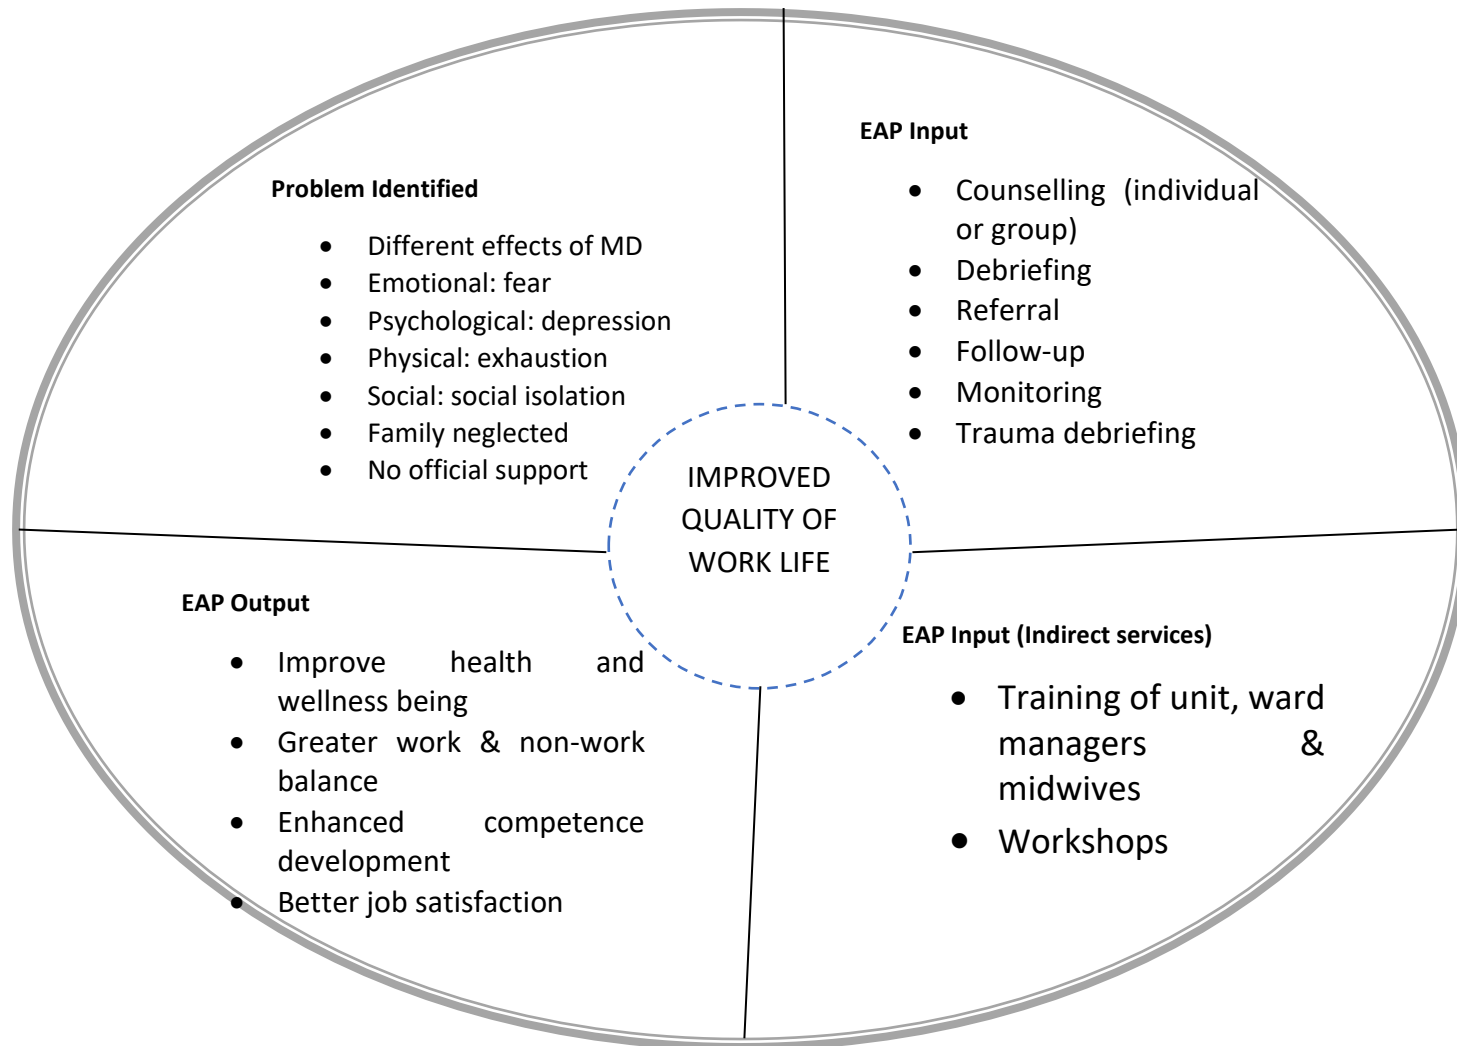 Problem Identified
• Different effects of MD
• Emotional: fear
• Psychological: depression
• Physical: exhaustion
• Social: social isolation
• Family neglected
• No official support
EAP Input
• Counselling (individual
or group)
• Debriefing
• Referral
• Follow-up
• Monitoring
• Trauma debriefing
IMPROVED
QUALITY OF
WORK LIFE
EAP Output
• Improve health and
wellness being
• Greater work & non-work
balance
• Enhanced competence
development
• Better job satisfaction
EAP Input (Indirect services)
• Training of unit, ward
managers &
midwives
• Workshops